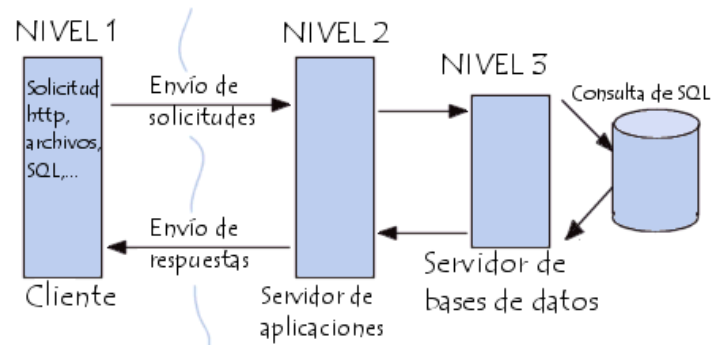 NIVEL 1
NIVEL 2
NIVEL 3
Solicitud
http,
archivos,
SQL,...
Envío de
solicitudes
Consulta de SQL
Envío de
respuestas
Cliente
Servidor de
aplicaciones
Servidor de
bases de datos